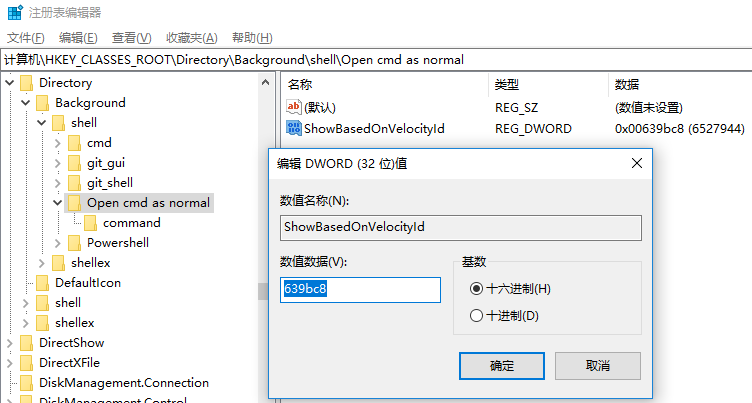 注册表编辑器
文件(F) 编辑(E) 查看(V) 收藏夹(A) 帮助(H)
计算机\HKEY_CLASSES_ROOT\Directory\Background\shell\Open cmd as normal
Directory
Background
shell
cmd
git_gui
git_shell
Open cmd as normal
command
Powershell
shellex
DefaultIcon
shell
shellex
DirectShow
DirectXFile
DiskManagement.Connection
DiskManagement.Control
名称 类型 数据
ab (默认) REG_SZ (数值未设置)
ShowBasedOnVelocityId REG_DWORD 0x00639bc8 (6527944)
编辑 DWORD (32 位)值
数值名称(N):
ShowBasedOnVelocityId
数值数据(V):
639bc8
基数
十六进制(H)
十进制(D)
确定 取消